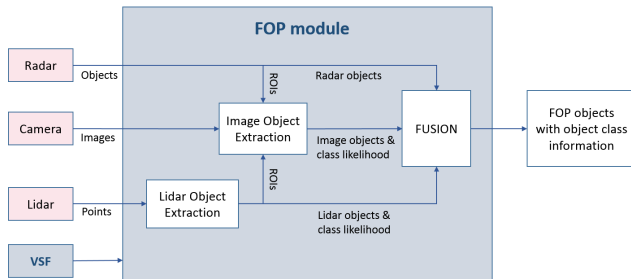 FOP module
Radar
Objects
ROIs
Radar objects
Camera
Images
Image Object
Extraction
Image objects &
class likelihood
FUSION
FOP objects
with object class
information
ROIs
Lidar
Points
Lidar Object
Extraction
Lidar objects &
class likelihood
VSF